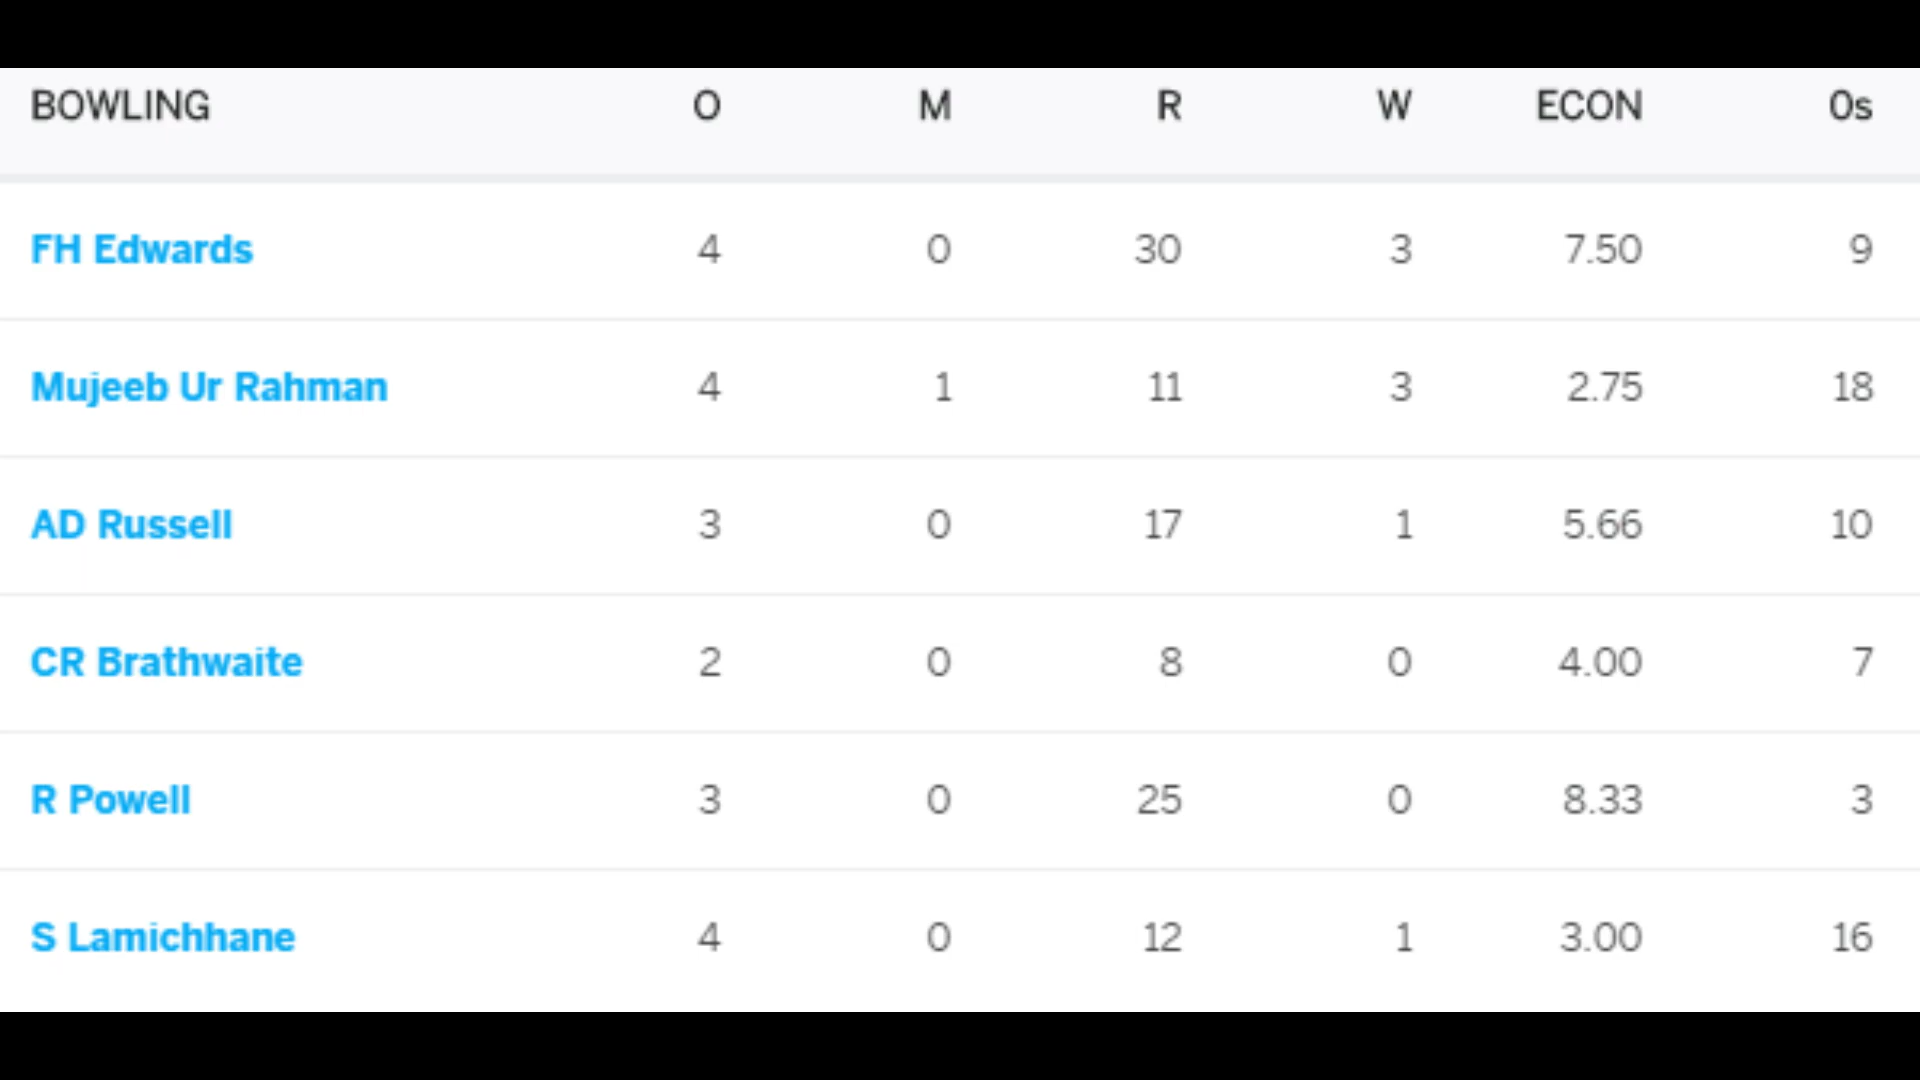 BOWLING O M R W ECON 0s
FH Edwards 4 0 30 3 7.50 9
Mujeeb Ur Rahman 4 1 11 3 2.75 18
AD Russell 3 0 17 1 5.66 10
CR Brathwaite 2 0 8 0 4.00 7
R Powell 3 0 25 0 8.33 3
S Lamichhane 4 0 12 1 3.00 16